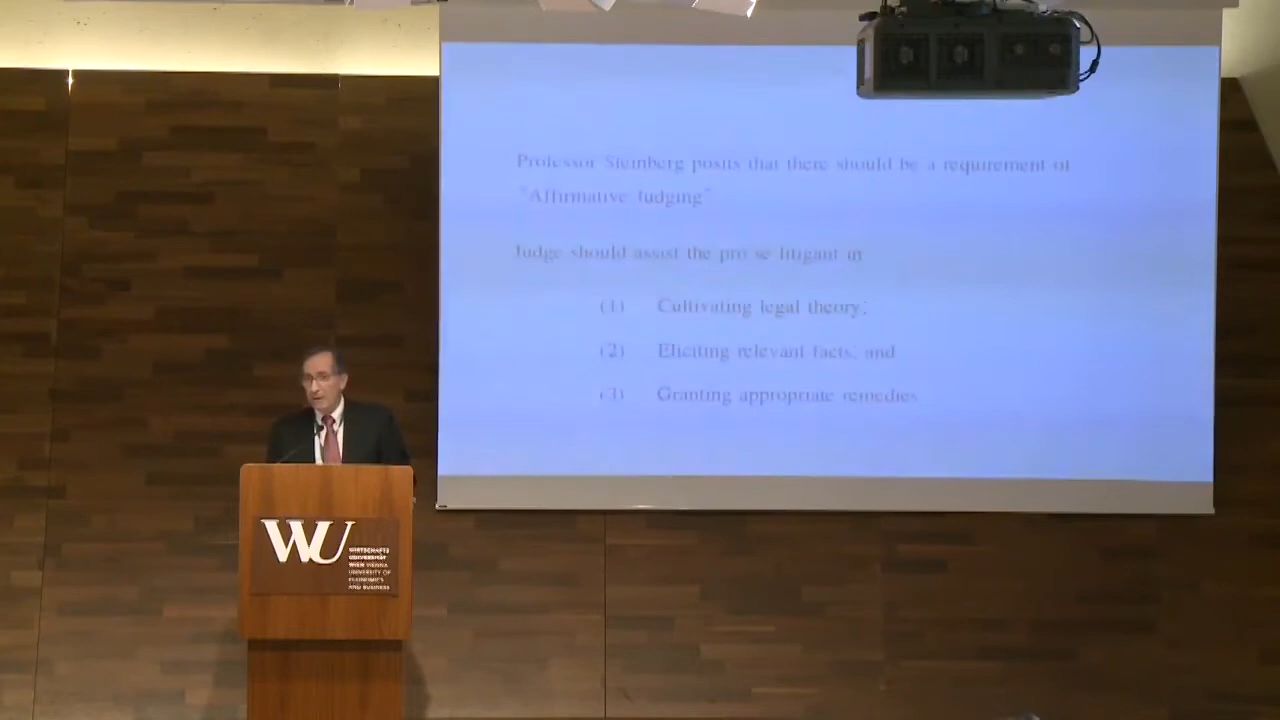 Professor Steinberg posits that there should be a requirement of
"Affirmative Judging"
Judge should assist the pro se litigant in
(1) Cultivating legal theory;
(2) Eliciting relevant facts, and
(3) Granting appropriate remedies
WU
WIRTSCHAFTS
UNIVERSITÄT
WIEN VIENNA
UNIVERSITY OF
ECONOMICS
AND BUSINESS